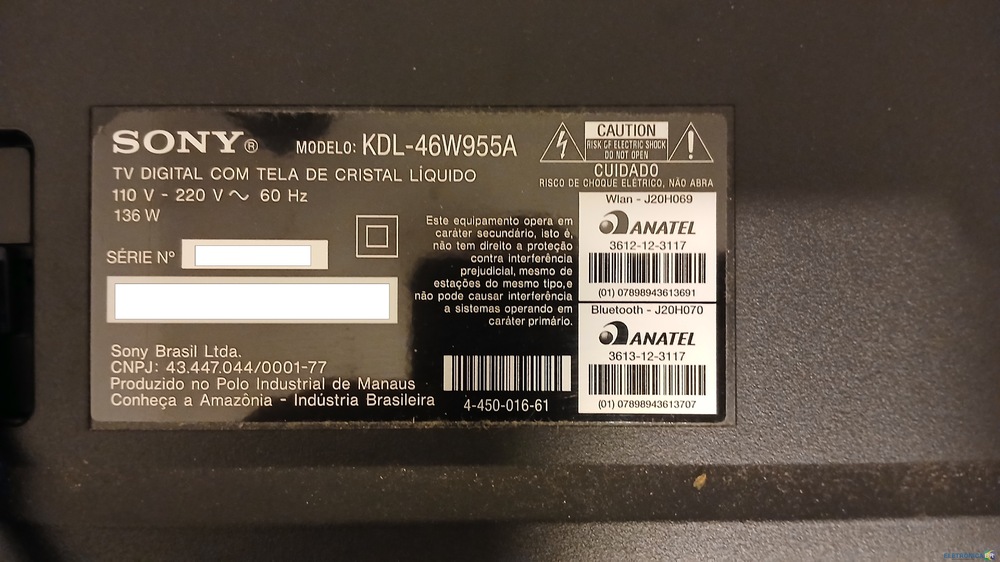 SONY®
MODELO: KDL-46W955A
TV DIGITAL COM TELA DE CRISTAL LÍQUIDO
110 V - 220 V ~ 60 Hz
136 W
SÉRIE Nº
Sony Brasil Ltda.
CNPJ: 43.447.044/0001-77
Produzido no Polo Industrial de Manaus
Conheça a Amazônia - Indústria Brasileira
Este equipamento opera em
caráter secundário, isto é,
não tem direito a proteção
contra interferência
prejudicial, mesmo de
estações do mesmo tipo,e
não pode causar interferência
a sistemas operando em
caráter primário.
4-450-016-61
CAUTION
RISK OF ELECTRIC SHOCK
DO NOT OPEN
CUIDADO
RISCO DE CHOQUE ELÉTRICO, NÃO ABRA
Wlan - J20H069
ANATEL
3612-12-3117
(01) 07898943613691
Bluetooth - J20H070
ANATEL
3613-12-3117
(01) 07898943613707